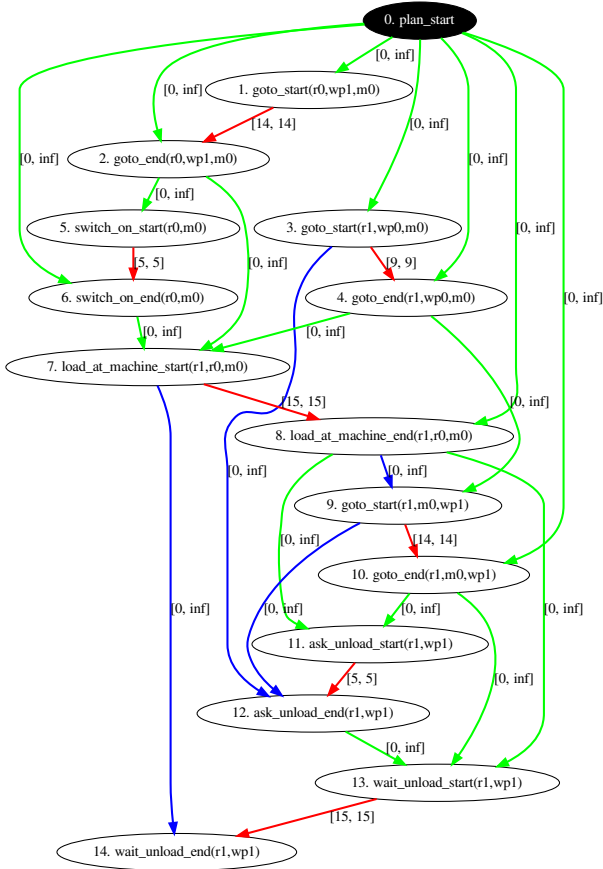 0. plan_start
[0, inf]
1. goto_start(r0,wp1,m0)
[0, inf]
[14, 14]
[0, inf]
[0, inf]
2. goto_end(r0,wp1,m0)
[0, inf]
[0, inf]
5. switch_on_start(r0,m0)
3. goto_start(r1,wp0,m0)
[5, 5]
[0, inf]
[9, 9]
6. switch_on_end(r0,m0)
4. goto_end(r1,wp0,m0)
[0, inf]
[0, inf]
[0, inf]
7. load_at_machine_start(r1,r0,m0)
[15, 15]
[0, inf]
[0, inf]
8. load_at_machine_end(r1,r0,m0)
[0, inf]
[0, inf]
9. goto_start(r1,m0,wp1)
[0, inf]
[14, 14]
10. goto_end(r1,m0,wp1)
[0, inf]
[0, inf]
[0, inf]
[0, inf]
11. ask_unload_start(r1,wp1)
[5, 5]
[0, inf]
12. ask_unload_end(r1,wp1)
[0, inf]
13. wait_unload_start(r1,wp1)
[15, 15]
14. wait_unload_end(r1,wp1)